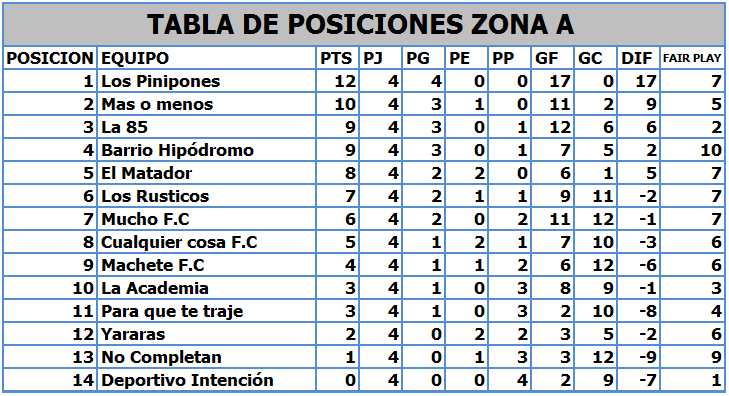 TABLA DE POSICIONES ZONA A
POSICION EQUIPO PTS PJ PG PE PP GF GC DIF FAIR PLAY
1 Los Pinipones 12 4 4 0 0 17 0 17 7
2 Mas o menos 10 4 3 1 0 11 2 9 5
3 La 85 9 4 3 0 1 12 6 6 2
4 Barrio Hipódromo 9 4 3 0 1 7 5 2 10
5 El Matador 8 4 2 2 0 6 1 5 7
6 Los Rusticos 7 4 2 1 1 9 11 -2 7
7 Mucho F.C 6 4 2 0 2 11 12 -1 7
8 Cualquier cosa F.C 5 4 1 2 1 7 10 -3 6
9 Machete F.C 4 4 1 1 2 6 12 -6 6
10 La Academia 3 4 1 0 3 8 9 -1 3
11 Para que te traje 3 4 1 0 3 2 10 -8 4
12 Yararas 2 4 0 2 2 3 5 -2 6
13 No Completan 1 4 0 1 3 3 12 -9 9
14 Deportivo Intención 0 4 0 0 4 2 9 -7 1